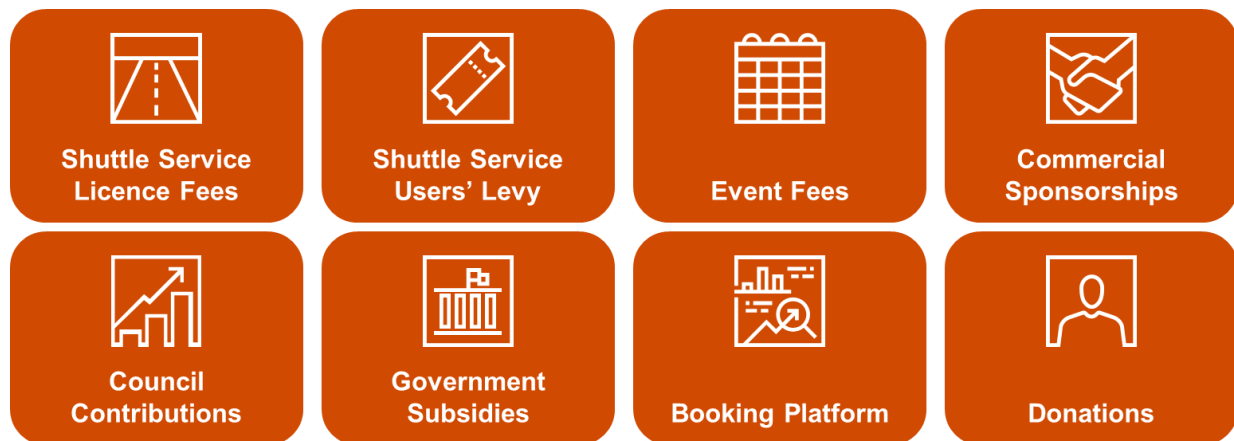 Shuttle Service
Licence Fees
Shuttle Service
Users’ Levy
Event Fees
Commercial
Sponsorships
Council
Contributions
Government
Subsidies
Booking Platform
Donations